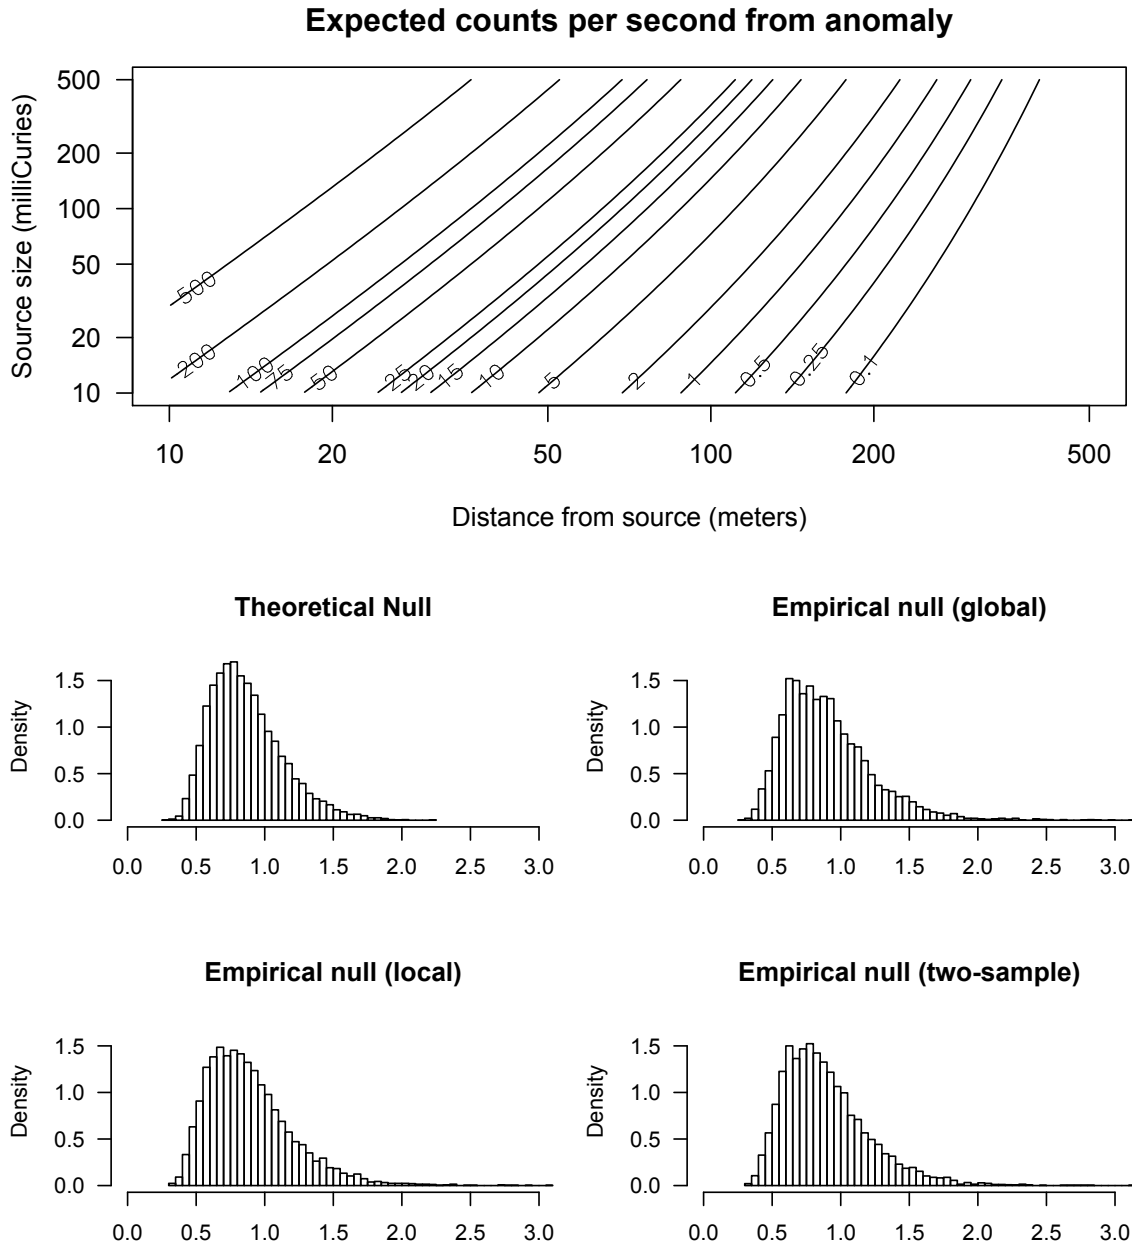 Expected counts per second from anomaly
Source size (milliCuries)
500
200
100
50
20
10
500
200
100
75
50
25
20
15
10
5
2
1
0.5
0.25
0.1
10 20 50 100 200 500
Distance from source (meters)
Theoretical Null
Density
1.5
1.0
0.5
0.0
0.0 0.5 1.0 1.5 2.0 2.5 3.0
Empirical null (global)
Density
1.5
1.0
0.5
0.0
0.0 0.5 1.0 1.5 2.0 2.5 3.0
Empirical null (local)
Density
1.5
1.0
0.5
0.0
0.0 0.5 1.0 1.5 2.0 2.5 3.0
Empirical null (two-sample)
Density
1.5
1.0
0.5
0.0
0.0 0.5 1.0 1.5 2.0 2.5 3.0